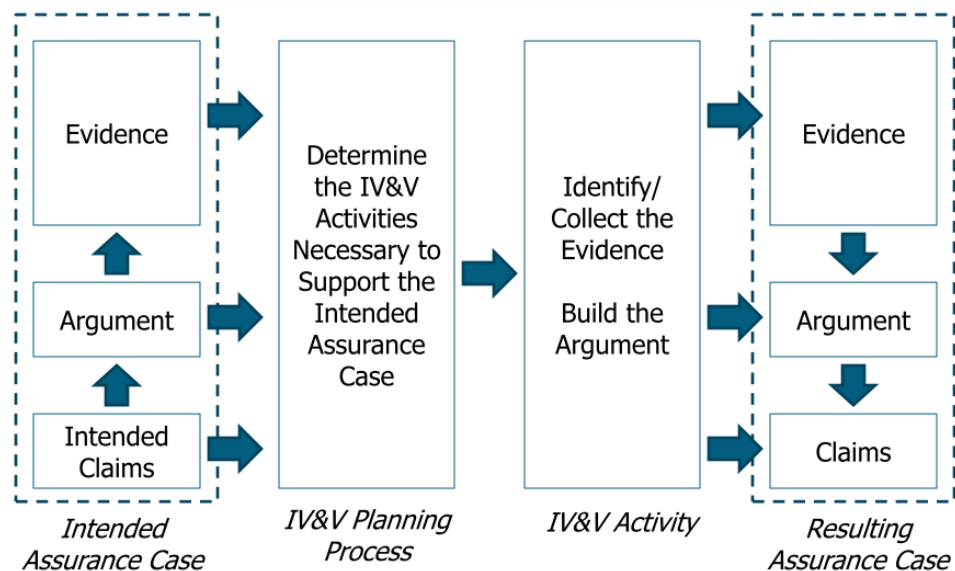 Evidence
Argument
Intended
Claims
Intended
Assurance Case
Determine
the IV&V
Activities
Necessary to
Support the
Intended
Assurance
Case
IV&V Planning
Process
Identify/
Collect the
Evidence
Build the
Argument
IV&V Activity
Evidence
Argument
Claims
Resulting
Assurance Case